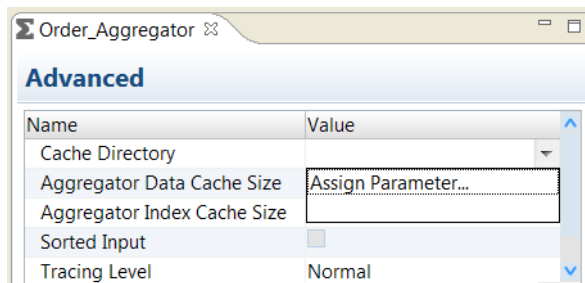 Order_Aggregator
Advanced
Name Value
Cache Directory
Aggregator Data Cache Size Assign Parameter...
Aggregator Index Cache Size
Sorted Input
Tracing Level Normal